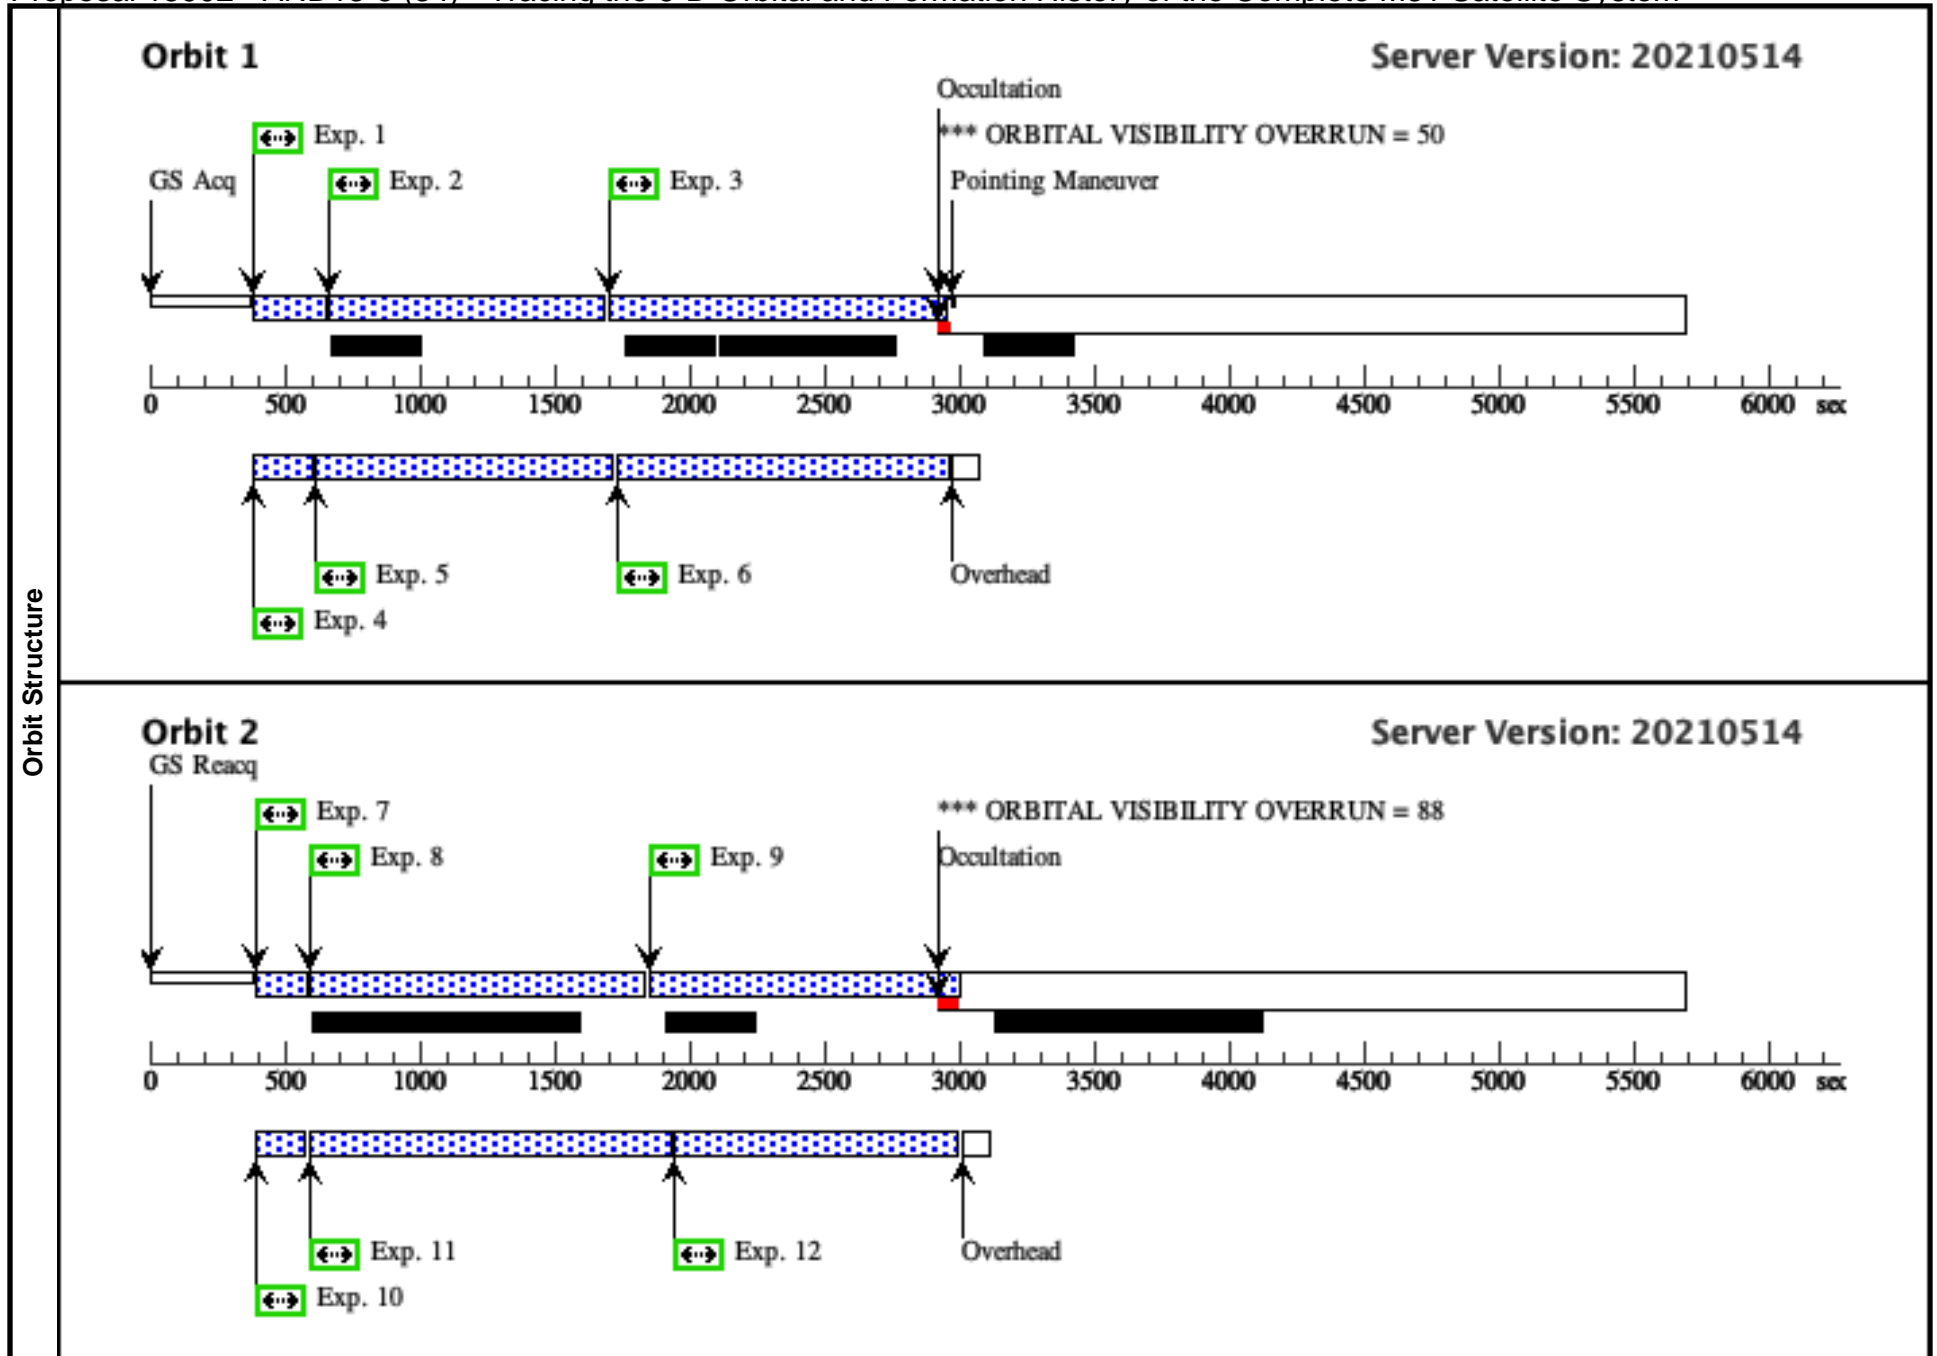 Orbit Structure
Orbit 1
Server Version: 20210514
Occultation
Exp. 1
*** ORBITAL VISIBILITY OVERRUN = 50
GS Acq
Exp. 2
Exp. 3
Pointing Maneuver
0 500 1000 1500 2000 2500 3000 3500 4000 4500 5000 5500 6000 sec
Exp. 5
Exp. 6
Overhead
Exp. 4
Orbit 2
Server Version: 20210514
GS Reacq
Exp. 7
*** ORBITAL VISIBILITY OVERRUN = 88
Exp. 8
Exp. 9
Occultation
0 500 1000 1500 2000 2500 3000 3500 4000 4500 5000 5500 6000 sec
Exp. 11
Exp. 12
Overhead
Exp. 10